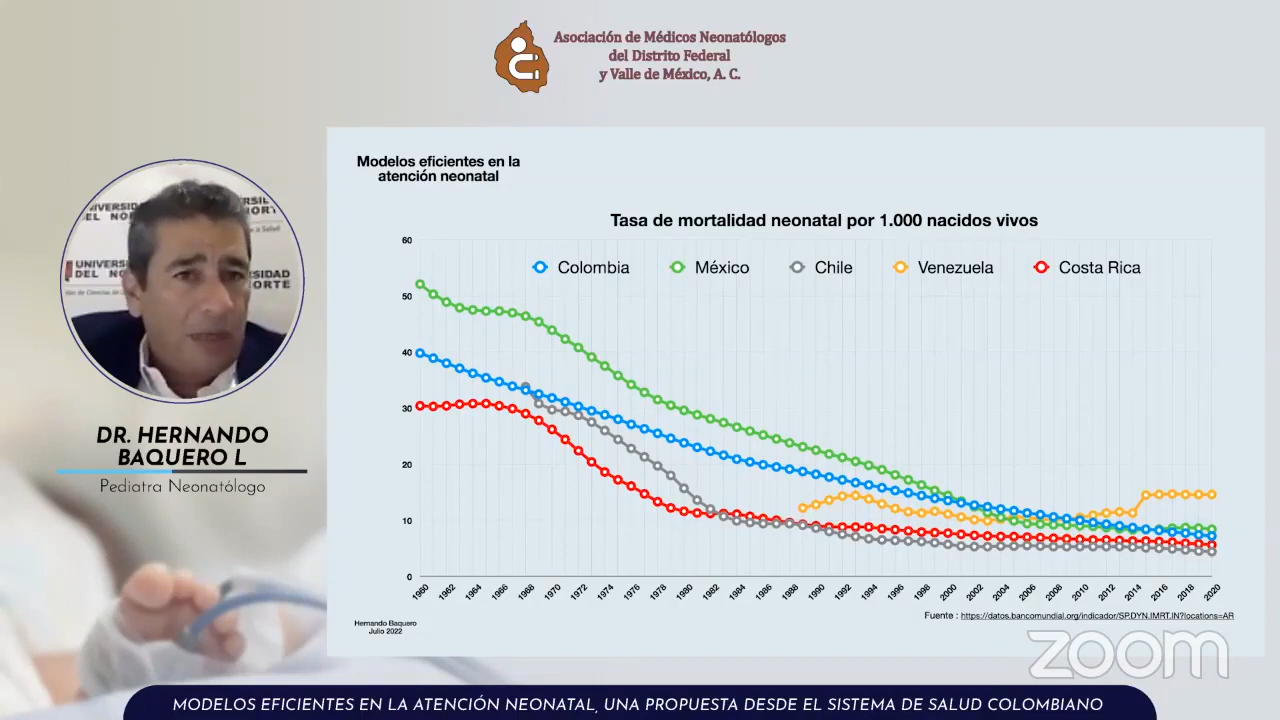 Asociación de Médicos Neonatólogos
del Distrito Federal
y Valle de México, A. C.
Modelos eficientes en la
atención neonatal
Tasa de mortalidad neonatal por 1.000 nacidos vivos
Colombia México Chile Venezuela Costa Rica
60
50
40
30
20
10
0
1960 1962 1964 1966 1968 1970 1972 1974 1976 1978 1980 1982 1984 1986 1988 1990 1992 1994 1996 1998 2000 2002 2004 2006 2008 2010 2012 2014 2016 2018 2020
Fuente : https://datos.bancomundial.org/indicador/SP.DYN.IMRT.IN?locations=AR
Hernando Baquero
Julio 2022
UNIVERSI
DEL NO
DR. HERNANDO
BAQUERO L
Pediatra Neonatólogo
zoom
MODELOS EFICIENTES EN LA ATENCIÓN NEONATAL, UNA PROPUESTA DESDE EL SISTEMA DE SALUD COLOMBIANO